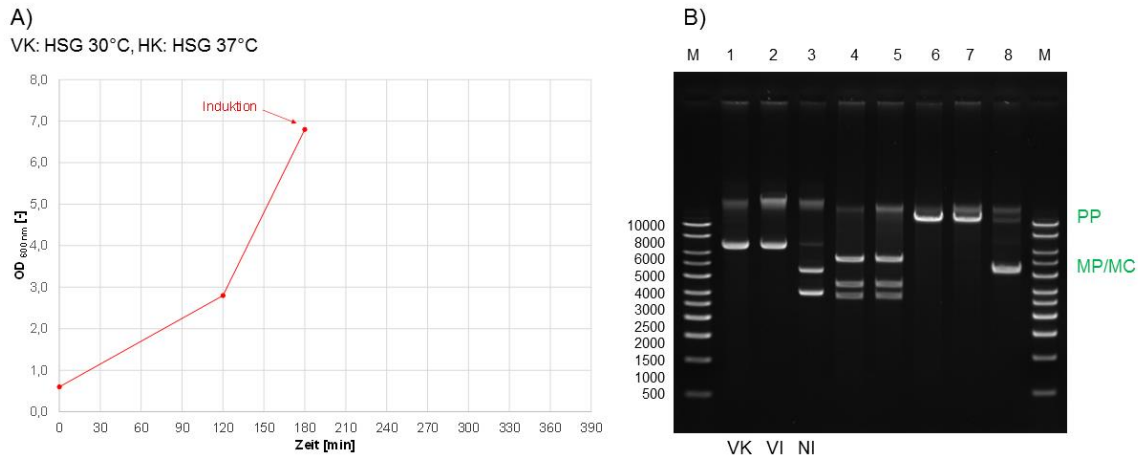 A)
VK: HSG 30°C, HK: HSG 37°C
8,0
7,0
6,0
5,0
4,0
3,0
2,0
1,0
0,0
OD 600 nm [-]
Induktion
0 30 60 90 120 150 180 210 240 270 300 330 360 390
Zeit [min]
B)
M 1 2 3 4 5 6 7 8 M
10000
8000
6000
5000
4000
3000
2500
2000
1500
1000
500
PP
MP/MC
VK VI NI